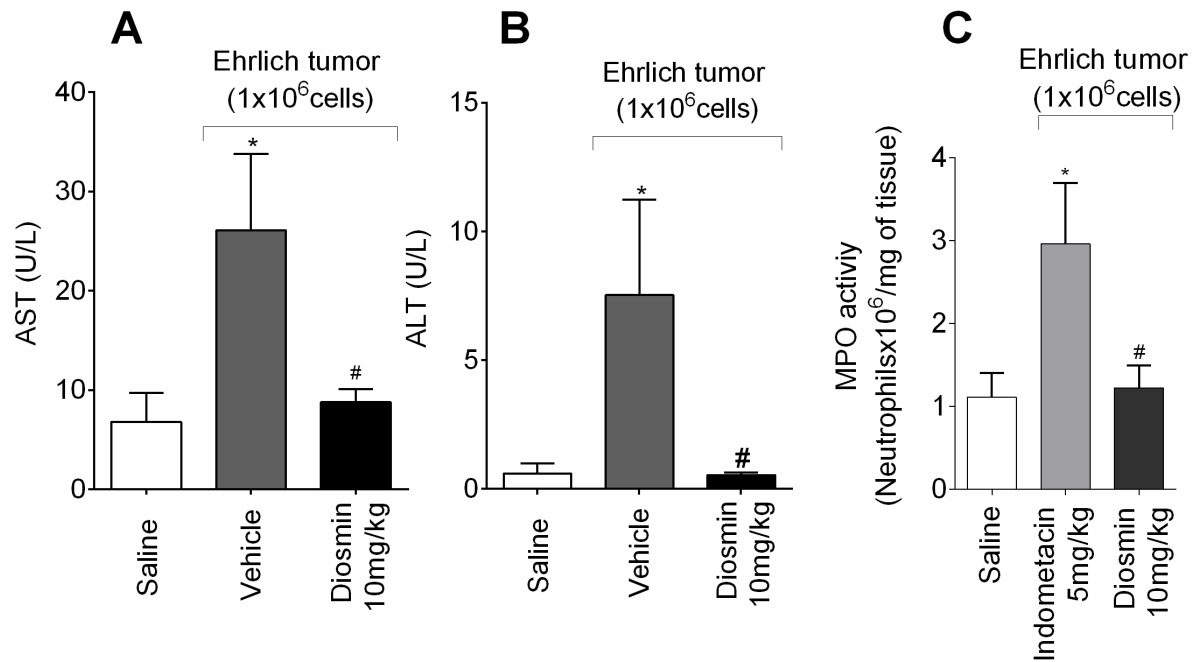 A
Ehrlich tumor
(1x10⁶cells)
AST (U/L)
40
30
20
10
0
*
#
Saline
Vehicle
Diosmin
10mg/kg
B
Ehrlich tumor
(1x10⁶cells)
ALT (U/L)
15
10
5
0
*
#
Saline
Vehicle
Diosmin
10mg/kg
C
Ehrlich tumor
(1x10⁶cells)
MPO activiy
(Neutrophilsx10⁶/mg of tissue)
4
3
2
1
0
*
#
Saline
Indometacin
5mg/kg
Diosmin
10mg/kg